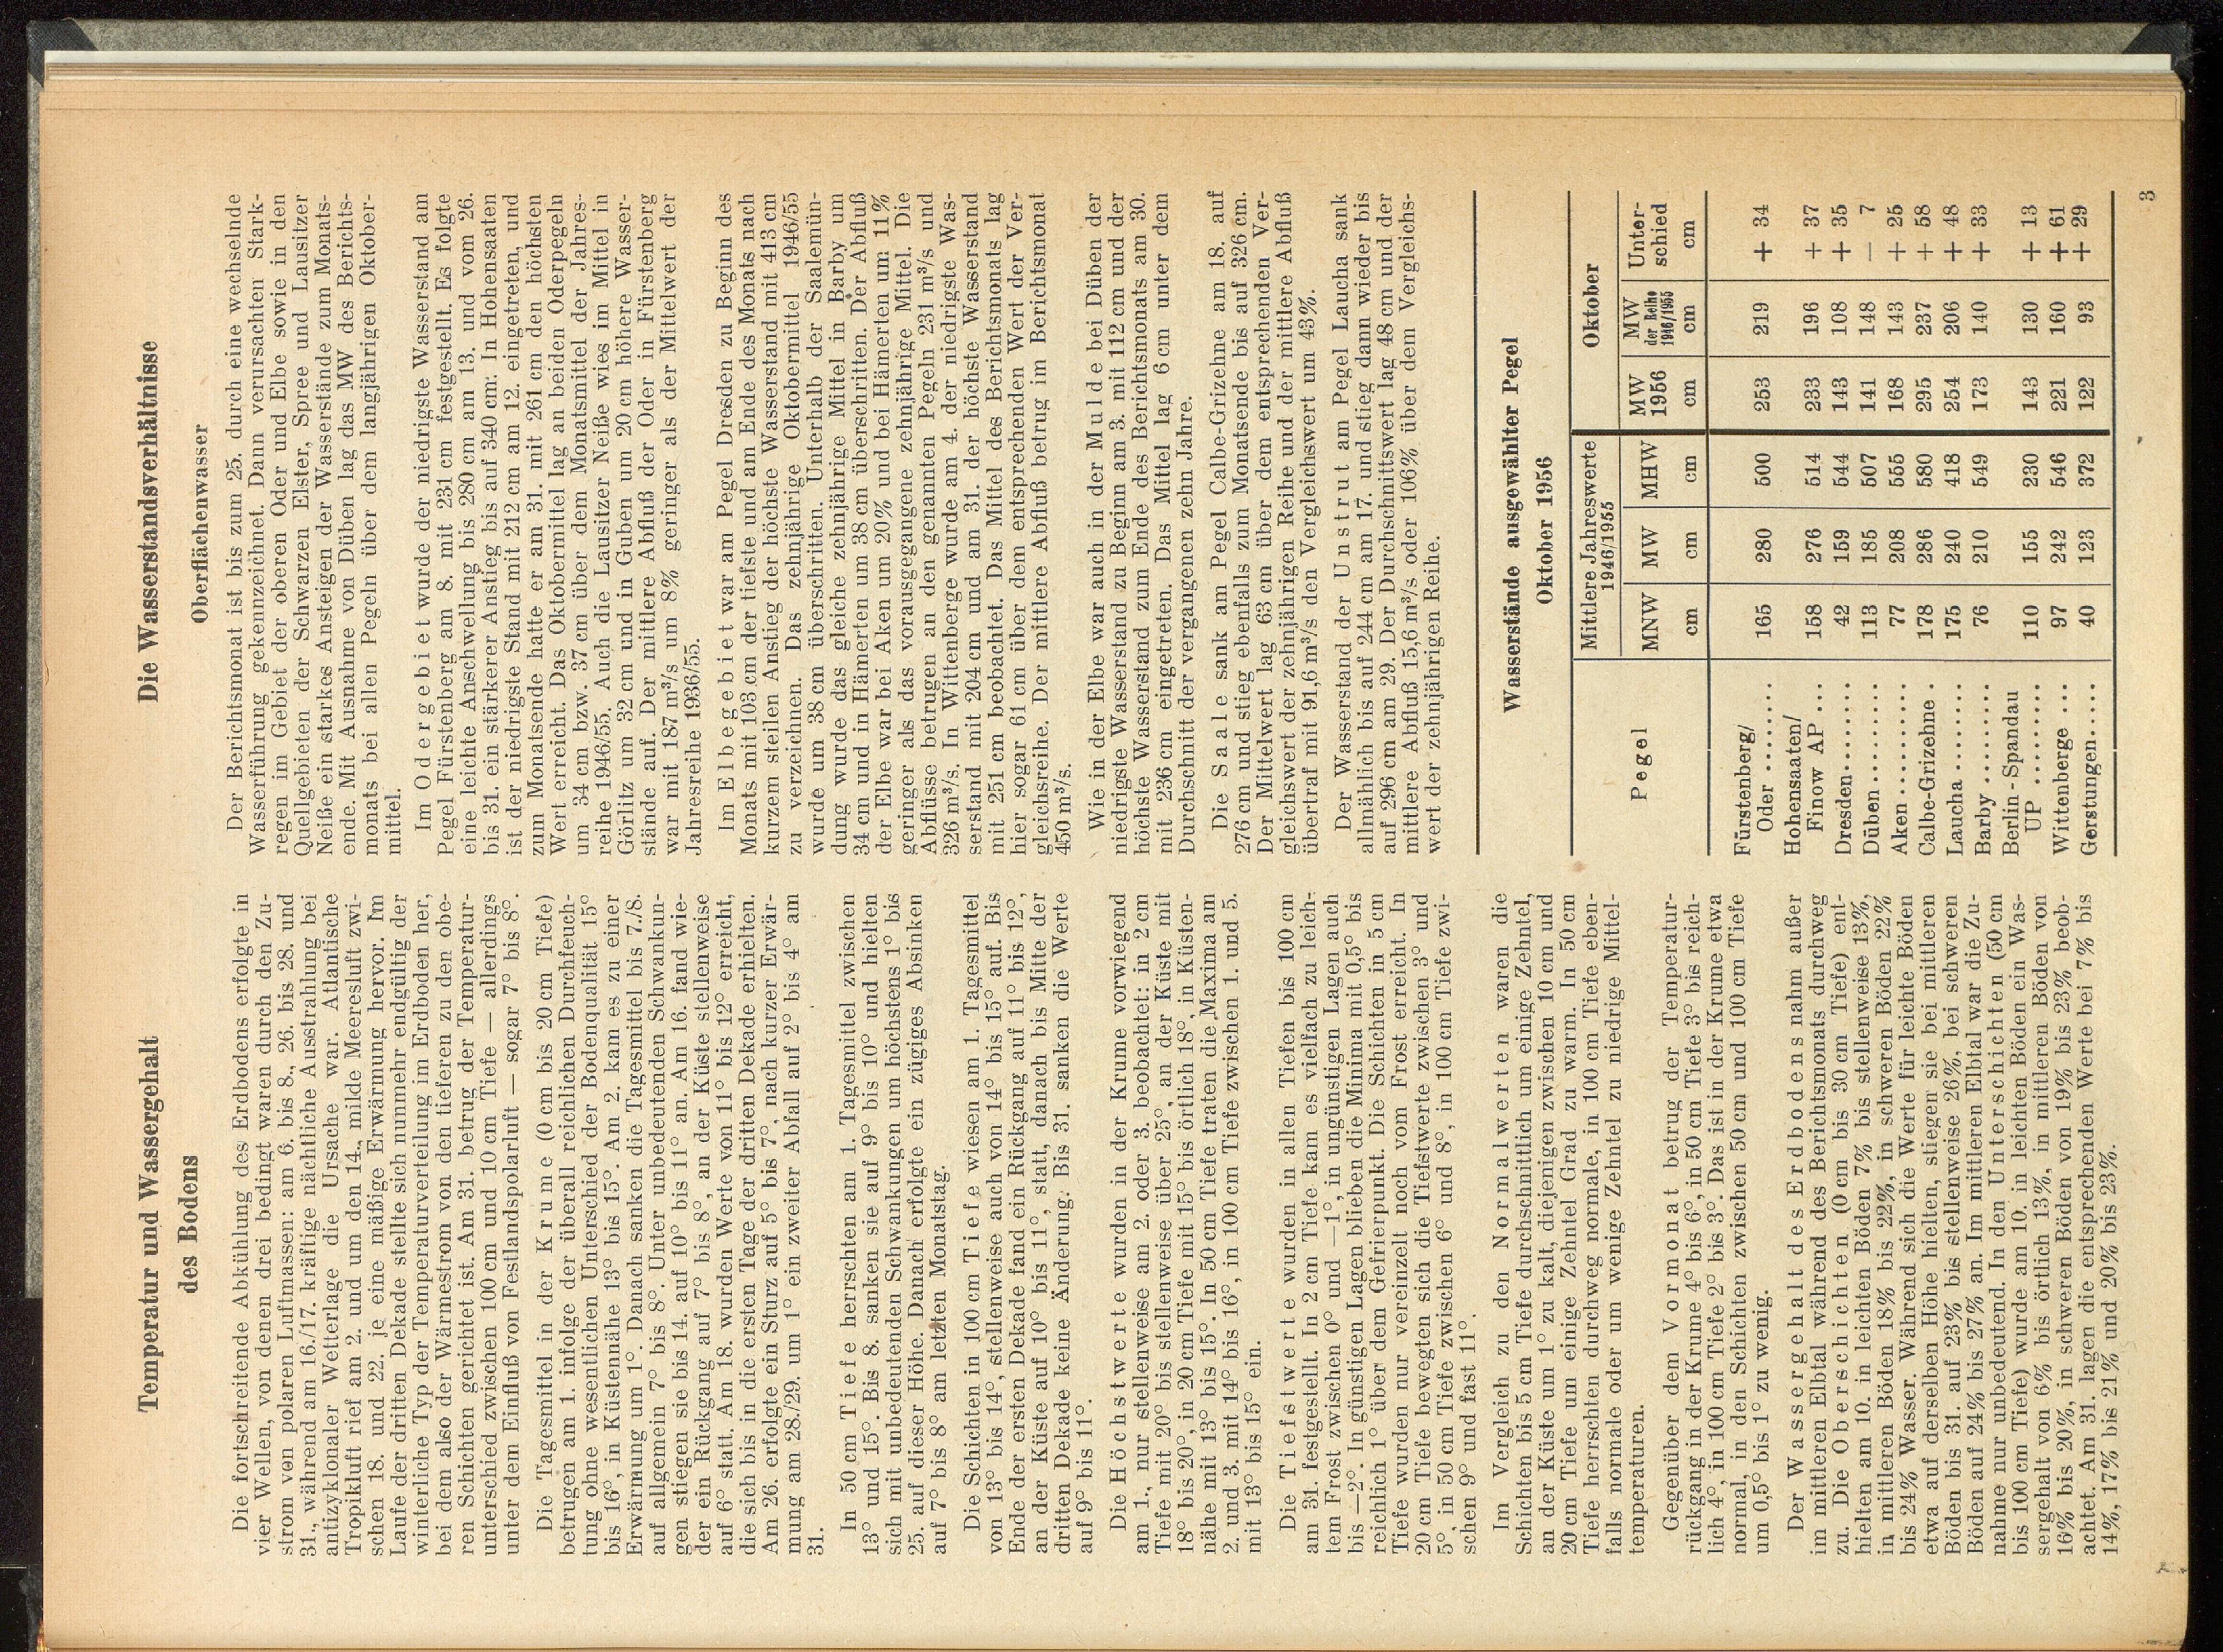 Temperatur und Wassergehalt
des Bodens
Die fortschreitende Abkühlung des Erdbodens erfolgte in
vier Wellen, von denen drei bedingt waren durch den Zu-
strom von polaren Luftmassen: am 6. bis 8., 26. bis 28. und
31., während am 16./17. kräftige nächtliche Ausstrahlung bei
antizyklonaler Wetterlage die Ursache war. Atlantische
Tropikluft rief am 2. und um den 14., milde Meeresluft zwi-
schen 18. und 22. je eine mäßige Erwärmung hervor. Im
Laufe der dritten Dekade stellte sich nunmehr endgültig der
winterliche Typ der Temperaturverteilung im Erdboden her,
bei dem also der Wärmestrom von den tieferen zu den obe-
ren Schichten gerichtet ist. Am 31. betrug der Temperatur-
unterschied zwischen 100 cm und 10 cm Tiefe — allerdings
unter dem Einfluß von Festlandspolarluft — sogar 7° bis 8°.
Die Tagesmittel in der Krume (0 cm bis 20 cm Tiefe)
betrugen am 1. infolge der überall reichlichen Durchfeuch-
tung ohne wesentlichen Unterschied der Bodenqualität 15°
bis 16°, in Küstennähe 13° bis 15°. Am 2. kam es zu einer
Erwärmung um 1°. Danach sanken die Tagesmittel bis 7./8.
auf allgemein 7° bis 8°. Unter unbedeutenden Schwankun-
gen stiegen sie bis 14. auf 10° bis 11° an. Am 16. fand wie-
der ein Rückgang auf 7° bis 8°, an der Küste stellenweise
auf 6° statt. Am 18. wurden Werte von 11° bis 12° erreicht,
die sich bis in die ersten Tage der dritten Dekade erhielten.
Am 26. erfolgte ein Sturz auf 5° bis 7°, nach kurzer Erwär-
mung am 28./29. um 1° ein zweiter Abfall auf 2° bis 4° am
31.
In 50 cm Tiefe herrschten am 1. Tagesmittel zwischen
13° und 15°. Bis 8. sanken sie auf 9° bis 10° und hielten
sich mit unbedeutenden Schwankungen um höchstens 1° bis
25. auf dieser Höhe. Danach erfolgte ein zügiges Absinken
auf 7° bis 8° am letzten Monatstag.
Die Schichten in 100 cm Tiefe wiesen am 1. Tagesmittel
von 13° bis 14°, stellenweise auch von 14° bis 15° auf. Bis
Ende der ersten Dekade fand ein Rückgang auf 11° bis 12°,
an der Küste auf 10° bis 11°, statt, danach bis Mitte der
dritten Dekade keine Änderung. Bis 31. sanken die Werte
auf 9° bis 11°.
Die Höchstwerte wurden in der Krume vorwiegend
am 1., nur stellenweise am 2. oder 3. beobachtet: in 2 cm
Tiefe mit 20° bis stellenweise über 25°, an der Küste mit
18° bis 20°, in 20 cm Tiefe mit 15° bis örtlich 18°, in Küsten-
nähe mit 13° bis 15°. In 50 cm Tiefe traten die Maxima am
2. und 3. mit 14° bis 16°, in 100 cm Tiefe zwischen 1. und 5.
mit 13° bis 15° ein.
Die Tiefstwerte wurden in allen Tiefen bis 100 cm
am 31. festgestellt. In 2 cm Tiefe kam es vielfach zu leich-
tem Frost zwischen 0° und —1°, in ungünstigen Lagen auch
bis —2°. In günstigen Lagen blieben die Minima mit 0,5° bis
reichlich 1° über dem Gefrierpunkt. Die Schichten in 5 cm
Tiefe wurden nur vereinzelt noch vom Frost erreicht. In
20 cm Tiefe bewegten sich die Tiefstwerte zwischen 3° und
5°, in 50 cm Tiefe zwischen 6° und 8°, in 100 cm Tiefe zwi-
schen 9° und fast 11°.
Im Vergleich zu den Normalwerten waren die
Schichten bis 5 cm Tiefe durchschnittlich um einige Zehntel,
an der Küste um 1° zu kalt, diejenigen zwischen 10 cm und
20 cm Tiefe um einige Zehntel Grad zu warm. In 50 cm
Tiefe herrschten durchweg normale, in 100 cm Tiefe eben-
falls normale oder um wenige Zehntel zu niedrige Mittel-
temperaturen.
Gegenüber dem Vormonat betrug der Temperatur-
rückgang in der Krume 4° bis 6°, in 50 cm Tiefe 3° bis reich-
lich 4°, in 100 cm Tiefe 2° bis 3°. Das ist in der Krume etwa
normal, in den Schichten zwischen 50 cm und 100 cm Tiefe
um 0,5° bis 1° zu wenig.
Der Wassergehalt des Erdbodens nahm außer
im mittleren Elbtal während des Berichtsmonats durchweg
zu. Die Oberschichten (0 cm bis 30 cm Tiefe) ent-
hielten am 10. in leichten Böden 7% bis stellenweise 13%,
in mittleren Böden 18% bis 22%, in schweren Böden 22%
bis 24% Wasser. Während sich die Werte für leichte Böden
etwa auf derselben Höhe hielten, stiegen sie bei mittleren
Böden bis 31. auf 23% bis stellenweise 26%, bei schweren
Böden auf 24% bis 27% an. Im mittleren Elbtal war die Zu-
nahme nur unbedeutend. In den Unterschichten (50 cm
bis 100 cm Tiefe) wurde am 10. in leichten Böden ein Was-
sergehalt von 6% bis örtlich 13%, in mittleren Böden von
16% bis 20%, in schweren Böden von 19% bis 23% beob-
achtet. Am 31. lagen die entsprechenden Werte bei 7% bis
14%, 17% bis 21% und 20% bis 23%.
Die Wasserstandsverhältnisse
Oberflächenwasser
Der Berichtsmonat ist bis zum 25. durch eine wechselnde
Wasserführung gekennzeichnet. Dann verursachten Stark-
regen im Gebiet der oberen Oder und Elbe sowie in den
Quellgebieten der Schwarzen Elster, Spree und Lausitzer
Neiße ein starkes Ansteigen der Wasserstände zum Monats-
ende. Mit Ausnahme von Düben lag das MW des Berichts-
monats bei allen Pegeln über dem langjährigen Oktober-
mittel.
Im Odergebiet wurde der niedrigste Wasserstand am
Pegel Fürstenberg am 8. mit 231 cm festgestellt. Es folgte
eine leichte Anschwellung bis 280 cm am 13. und vom 26.
bis 31. ein stärkerer Anstieg bis auf 340 cm. In Hohensaaten
ist der niedrigste Stand mit 212 cm am 12. eingetreten, und
zum Monatsende hatte er am 31. mit 261 cm den höchsten
Wert erreicht. Das Oktobermittel lag an beiden Oderpegeln
um 34 cm bzw. 37 cm über dem Monatsmittel der Jahres-
reihe 1946/55. Auch die Lausitzer Neiße wies im Mittel in
Görlitz um 32 cm und in Guben um 20 cm höhere Wasser-
stände auf. Der mittlere Abfluß der Oder in Fürstenberg
war mit 187 m³/s um 8% geringer als der Mittelwert der
Jahresreihe 1936/55.
Im Elbegebiet war am Pegel Dresden zu Beginn des
Monats mit 103 cm der tiefste und am Ende des Monats nach
kurzem steilen Anstieg der höchste Wasserstand mit 413 cm
zu verzeichnen. Das zehnjährige Oktobermittel 1946/55
wurde um 38 cm überschritten. Unterhalb der Saalemün-
dung wurde das gleiche zehnjährige Mittel in Barby um
34 cm und in Hämerten um 38 cm überschritten. Der Abfluß
der Elbe war bei Aken um 20% und bei Hämerten um 11%
geringer als das vorausgegangene zehnjährige Mittel. Die
Abflüsse betrugen an den genannten Pegeln 231 m³/s und
326 m³/s. In Wittenberge wurde am 4. der niedrigste Was-
serstand mit 204 cm und am 31. der höchste Wasserstand
mit 251 cm beobachtet. Das Mittel des Berichtsmonats lag
hier sogar 61 cm über dem entsprechenden Wert der Ver-
gleichsreihe. Der mittlere Abfluß betrug im Berichtsmonat
450 m³/s.
Wie in der Elbe war auch in der Mulde bei Düben der
niedrigste Wasserstand zu Beginn am 3. mit 112 cm und der
höchste Wasserstand zum Ende des Berichtsmonats am 30.
mit 236 cm eingetreten. Das Mittel lag 6 cm unter dem
Durchschnitt der vergangenen zehn Jahre.
Die Saale sank am Pegel Calbe-Grizehne am 18. auf
276 cm und stieg ebenfalls zum Monatsende bis auf 326 cm.
Der Mittelwert lag 63 cm über dem entsprechenden Ver-
gleichswert der zehnjährigen Reihe und der mittlere Abfluß
übertraf mit 91,6 m³/s den Vergleichswert um 43%.
Der Wasserstand der Unstrut am Pegel Laucha sank
allmählich bis auf 244 cm am 17. und stieg dann wieder bis
auf 296 cm am 29. Der Durchschnittswert lag 48 cm und der
mittlere Abfluß 15,6 m³/s oder 106% über dem Vergleichs-
wert der zehnjährigen Reihe.
Wasserstände ausgewählter Pegel
Oktober 1956
Pegel Mittlere Jahreswerte 1946/1955 Oktober
MNW MW MHW MW 1956 MW der Reihe 1946/1955 Unter-schied
cm cm cm cm cm cm
Fürstenberg/
Oder ........ 165 280 500 253 219 + 34
Hohensaaten/
Finow AP ... 158 276 514 233 196 + 37
Dresden........ 42 159 544 143 108 + 35
Düben......... 113 185 507 141 148 — 7
Aken .......... 77 208 555 168 143 + 25
Calbe-Grizehne . 178 286 580 295 237 + 58
Laucha ........ 175 240 418 254 206 + 48
Barby ......... 76 210 549 173 140 + 33
Berlin - Spandau
UP ......... 110 155 230 143 130 + 13
Wittenberge ... 97 242 546 221 160 + 61
Gerstungen..... 40 123 372 122 93 + 29
3